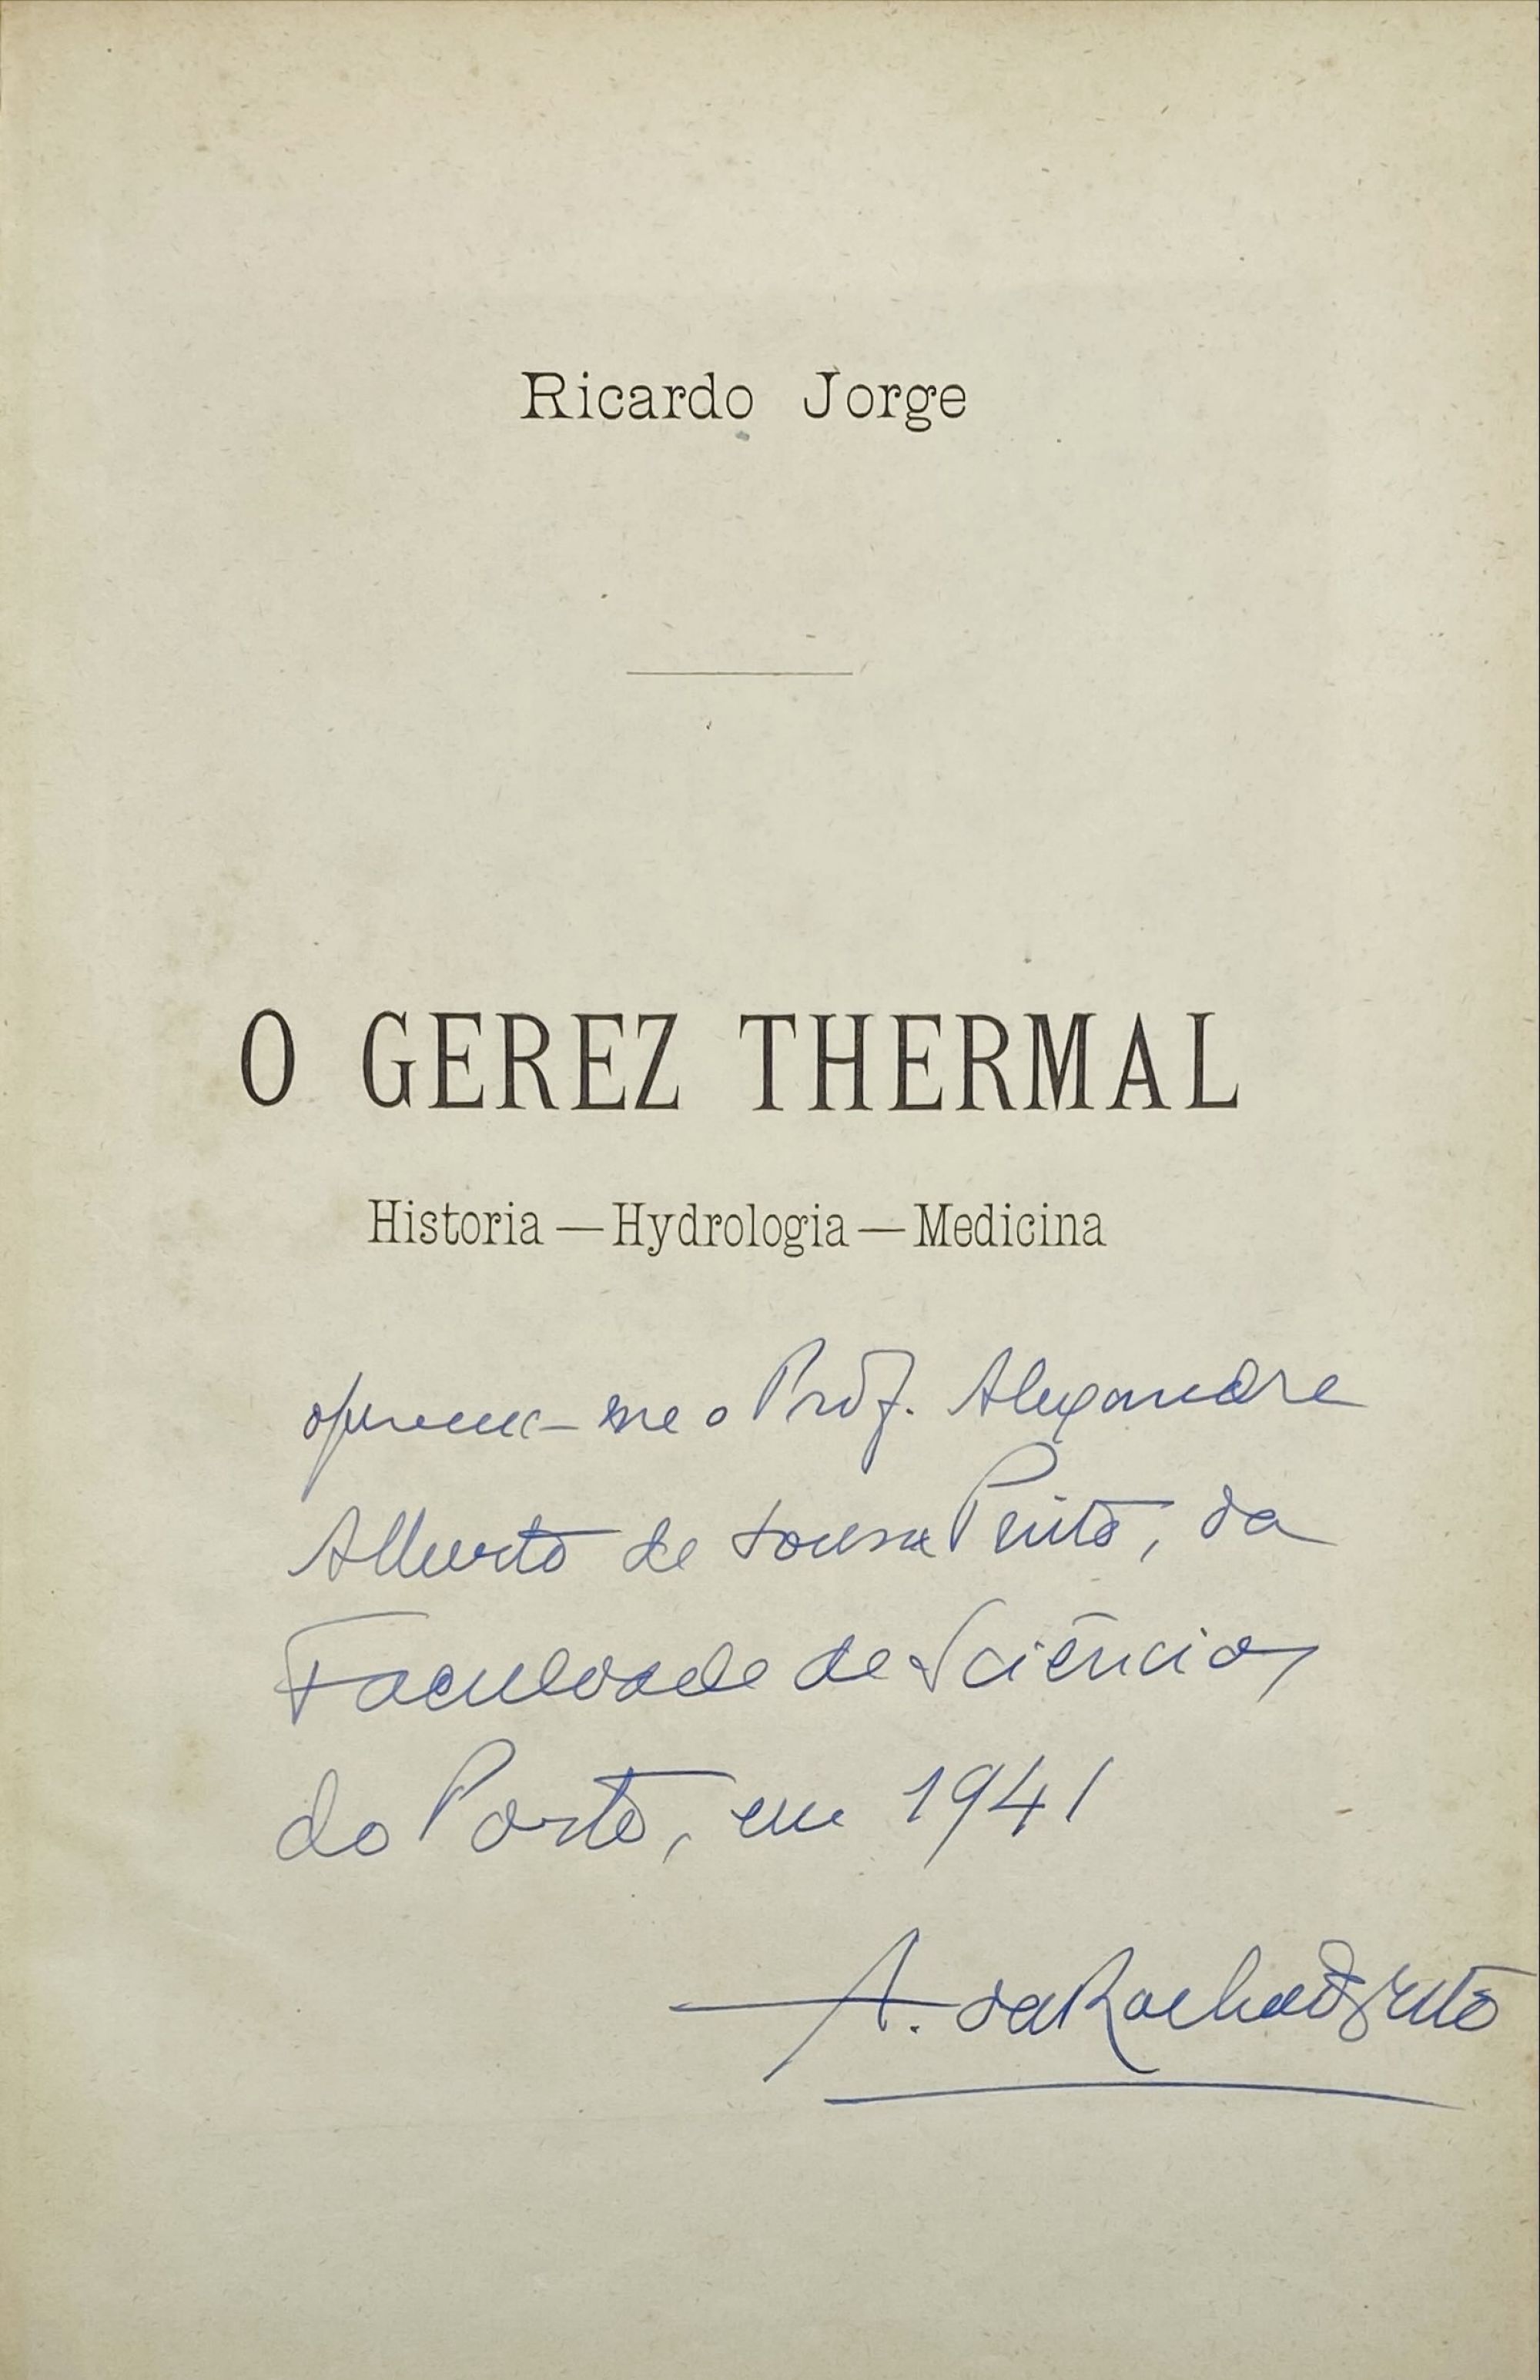 Ricardo Jorge
O GEREZ THERMAL
Historia — Hydrologia — Medicina
ofereceu-me o Prof. Alexandre
Alberto de Sousa Pinto, da
Faculdade de Sciências
do Porto, em 1941
A. da Rocha Brito